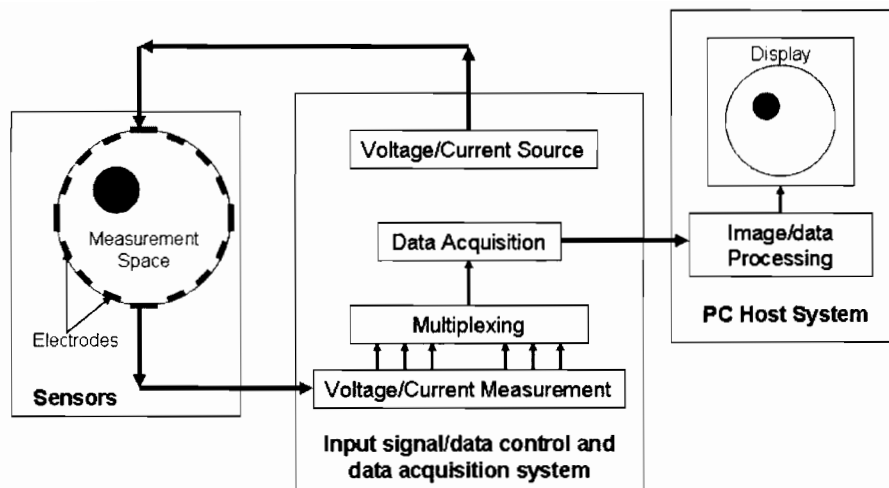 Measurement
Space
Electrodes
Sensors
Voltage/Current Source
Data Acquisition
Multiplexing
Voltage/Current Measurement
Input signal/data control and
data acquisition system
Display
Image/data
Processing
PC Host System